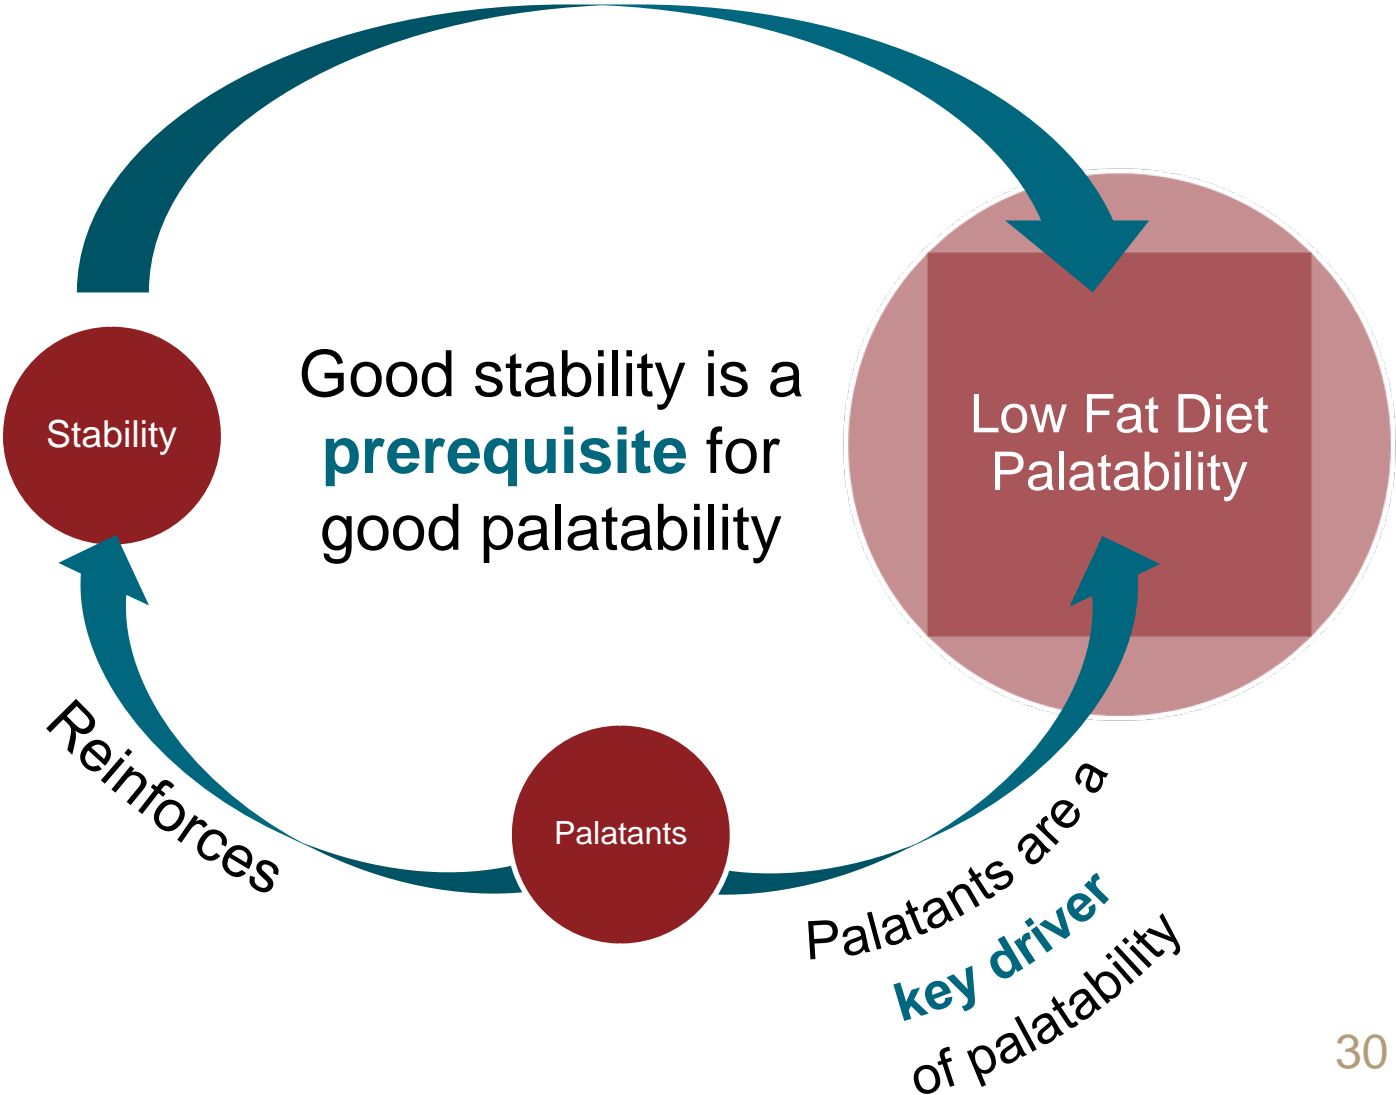 Stability
Good stability is a
prerequisite for
good palatability
Low Fat Diet
Palatability
Reinforces
Palatants
Palatants are a
key driver
of palatability
30